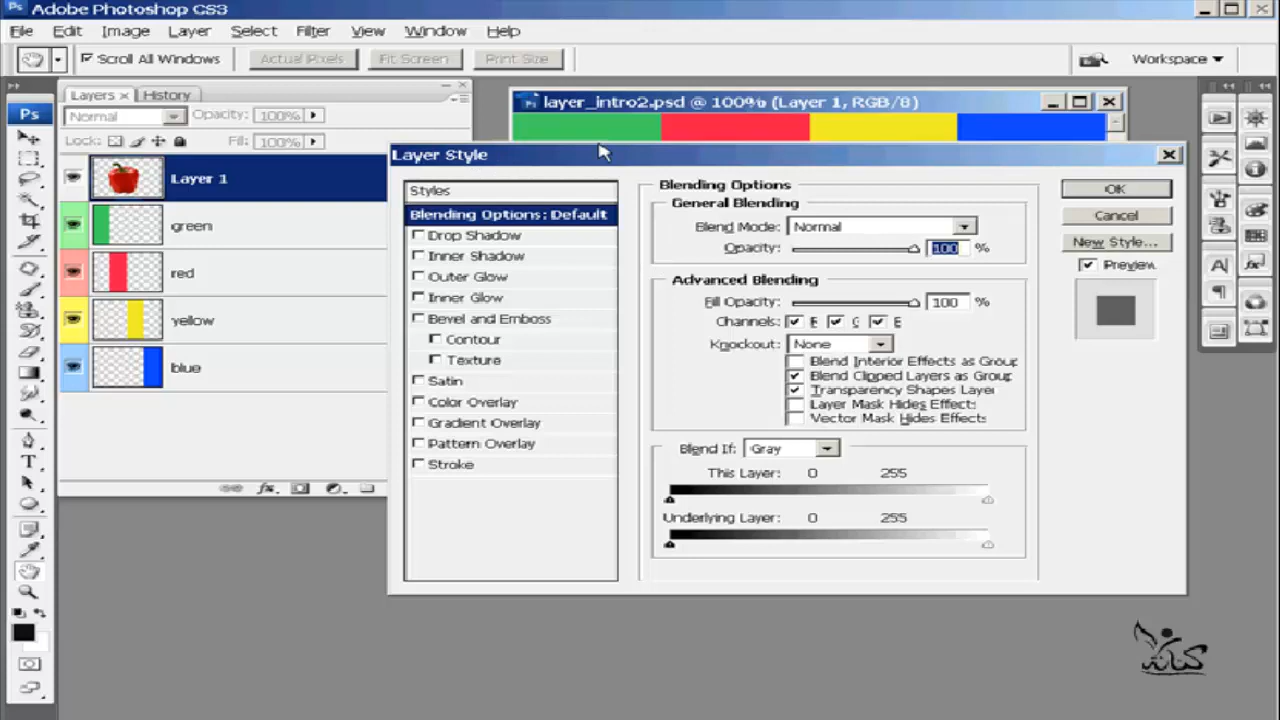 Adobe Photoshop CS3
File Edit Image Layer Select Filter View Window Help
Scroll All Windows Actual Pixels Fit Screen Print Size Workspace
Layers × History
Normal Opacity: 100%
Lock: Fill: 100%
Layer 1
green
red
yellow
blue
layer_intro2.psd @ 100% (Layer 1, RGB/8)
Layer Style
Styles
Blending Options: Default
Drop Shadow
Inner Shadow
Outer Glow
Inner Glow
Bevel and Emboss
Contour
Texture
Satin
Color Overlay
Gradient Overlay
Pattern Overlay
Stroke
Blending Options
General Blending
Blend Mode: Normal
Opacity: 100 %
Advanced Blending
Fill Opacity: 100 %
Channels:
Knockout: None
Blend Interior Effects as Group
Blend Clipped Layers as Group
Transparency Shapes Layer
Layer Mask Hides Effects
Vector Mask Hides Effects
Blend If: Gray
This Layer: 0 255
Underlying Layer: 0 255
OK
Cancel
New Style...
Preview